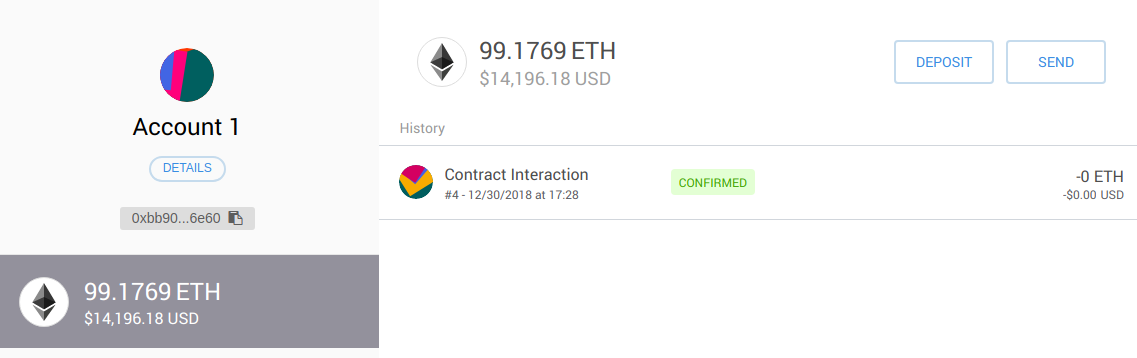 Account 1
DETAILS
0xbb90...6e60
99.1769 ETH
$14,196.18 USD
99.1769 ETH
$14,196.18 USD
DEPOSIT
SEND
History
Contract Interaction
#4 - 12/30/2018 at 17:28
CONFIRMED
-0 ETH
-$0.00 USD